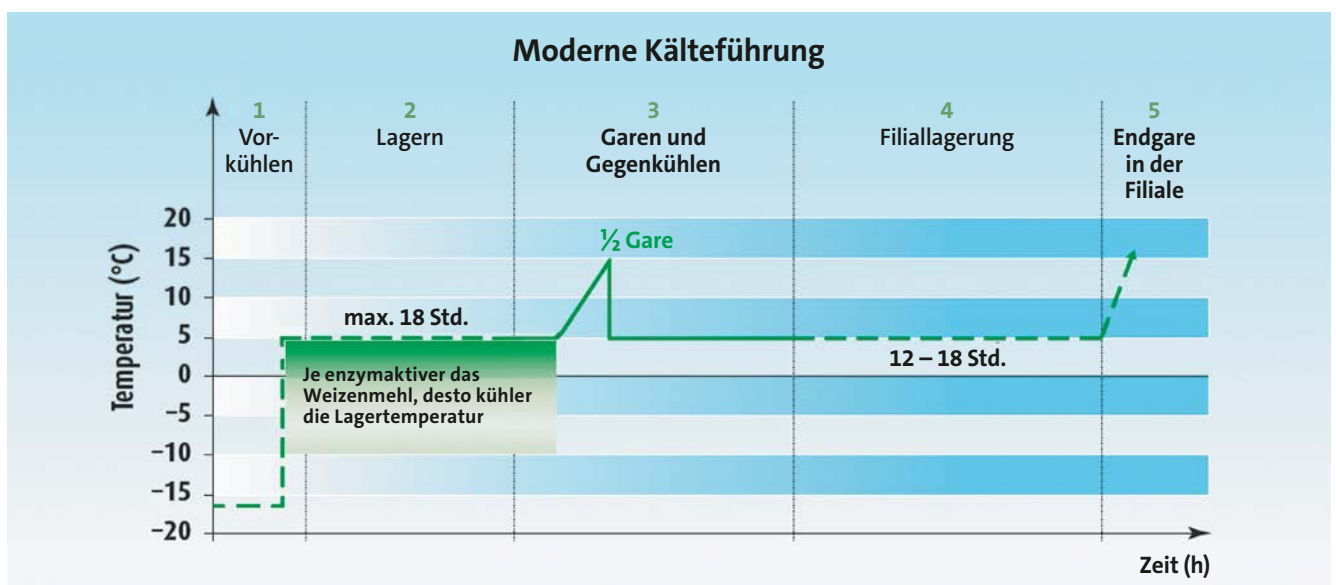 Moderne Kälteführung
1
Vor-
kühlen
2
Lagern
3
Garen und
Gegenkühlen
4
Filiallagerung
5
Endgare
in der
Filiale
Temperatur (°C)
20
15
10
5
0
−5
−10
−15
−20
½ Gare
max. 18 Std.
12 – 18 Std.
Je enzymaktiver das
Weizenmehl, desto kühler
die Lagertemperatur
Zeit (h)